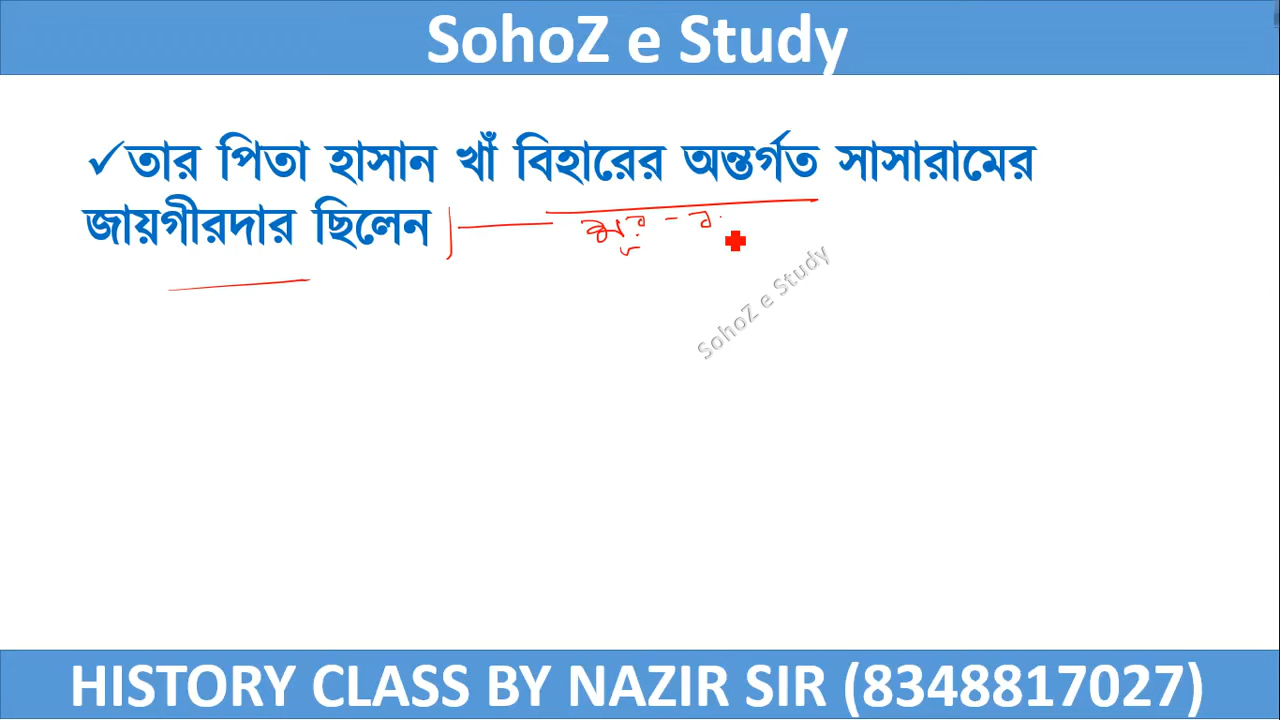 SohoZ e Study
✓তার পিতা হাসান খাঁ বিহারের অন্তর্গত সাসারামের
জায়গীরদার ছিলেন
SohoZ e Study
HISTORY CLASS BY NAZIR SIR (8348817027)